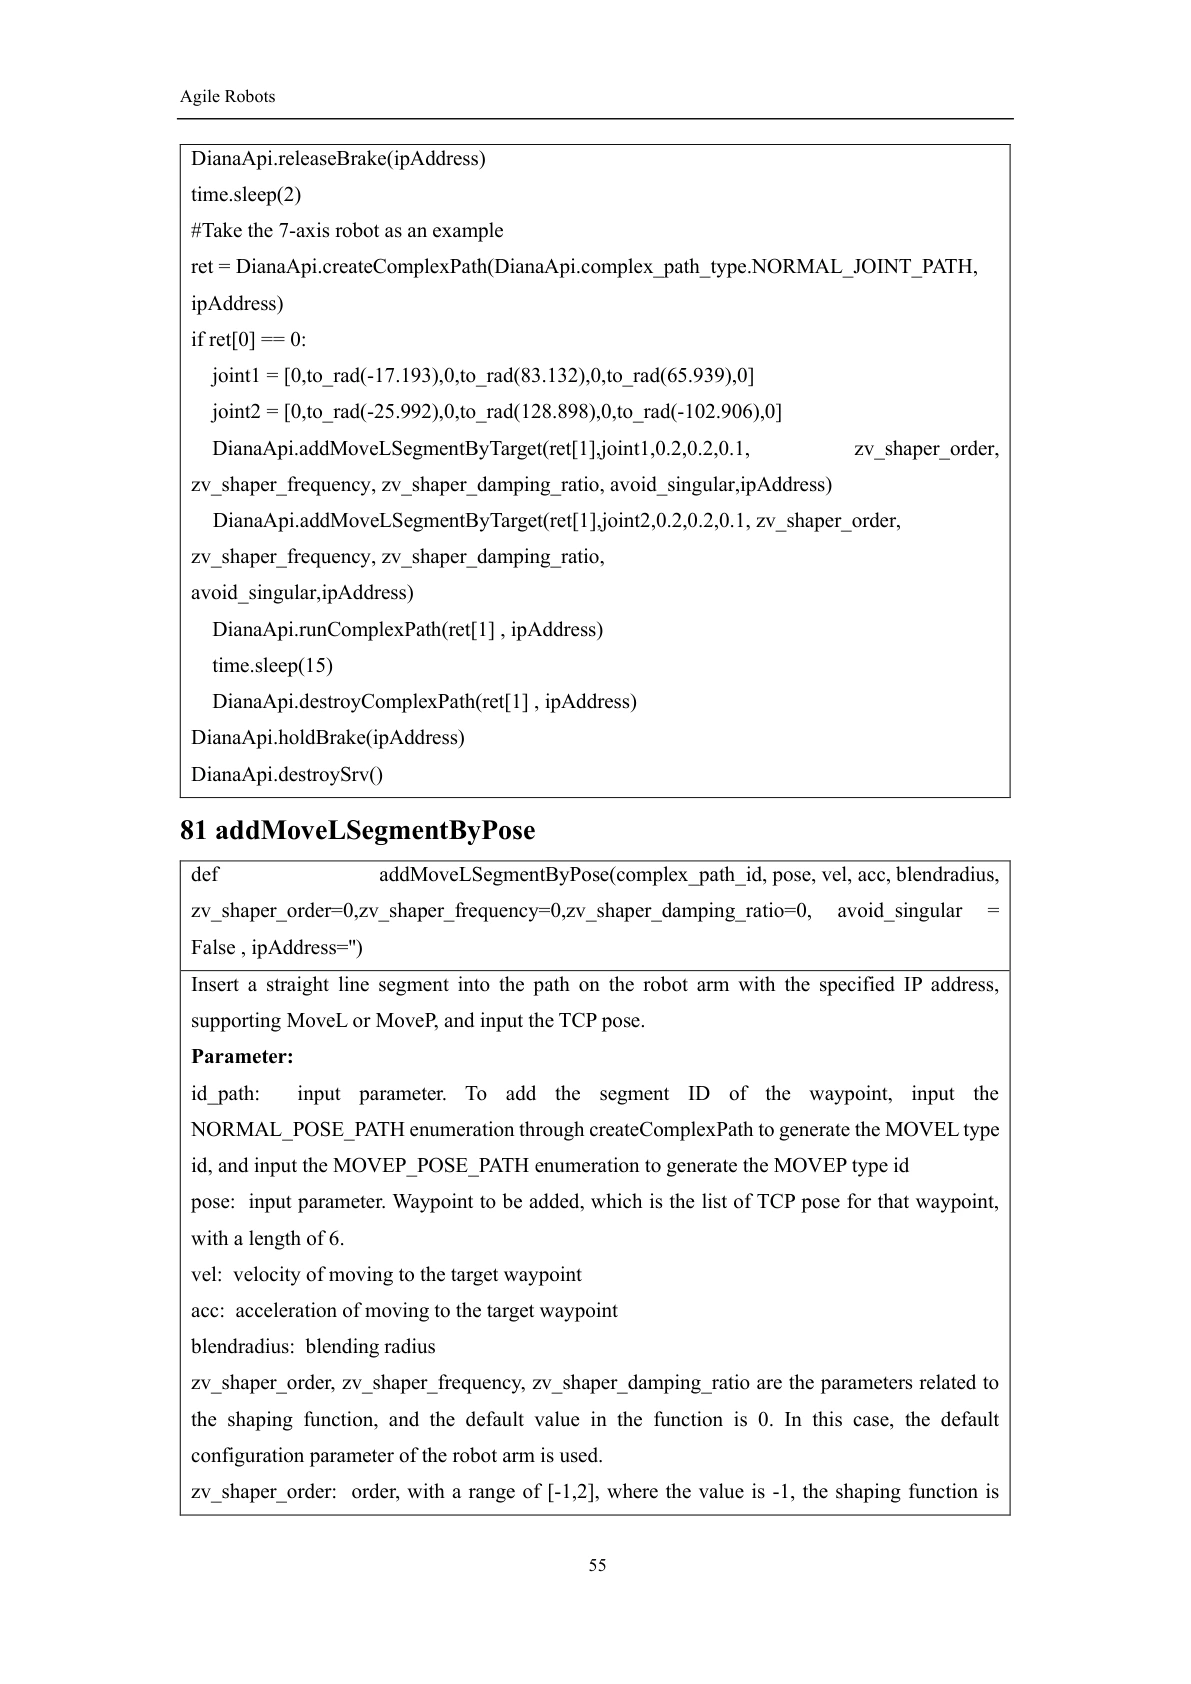 Agile Robots
DianaApi.releaseBrake(ipAddress)
time.sleep(2)
#Take the 7-axis robot as an example
ret = DianaApi.createComplexPath(DianaApi.complex_path_type.NORMAL_JOINT_PATH,
ipAddress)
if ret[0] == 0:
joint1 = [0,to_rad(-17.193),0,to_rad(83.132),0,to_rad(65.939),0]
joint2 = [0,to_rad(-25.992),0,to_rad(128.898),0,to_rad(-102.906),0]
DianaApi.addMoveLSegmentByTarget(ret[1],joint1,0.2,0.2,0.1, zv_shaper_order,
zv_shaper_frequency, zv_shaper_damping_ratio, avoid_singular,ipAddress)
DianaApi.addMoveLSegmentByTarget(ret[1],joint2,0.2,0.2,0.1, zv_shaper_order,
zv_shaper_frequency, zv_shaper_damping_ratio,
avoid_singular,ipAddress)
DianaApi.runComplexPath(ret[1] , ipAddress)
time.sleep(15)
DianaApi.destroyComplexPath(ret[1] , ipAddress)
DianaApi.holdBrake(ipAddress)
DianaApi.destroySrv()
81 addMoveLSegmentByPose
def addMoveLSegmentByPose(complex_path_id, pose, vel, acc, blendradius,
zv_shaper_order=0,zv_shaper_frequency=0,zv_shaper_damping_ratio=0, avoid_singular =
False , ipAddress='')
Insert a straight line segment into the path on the robot arm with the specified IP address,
supporting MoveL or MoveP, and input the TCP pose.
Parameter:
id_path: input parameter. To add the segment ID of the waypoint, input the
NORMAL_POSE_PATH enumeration through createComplexPath to generate the MOVEL type
id, and input the MOVEP_POSE_PATH enumeration to generate the MOVEP type id
pose: input parameter. Waypoint to be added, which is the list of TCP pose for that waypoint,
with a length of 6.
vel: velocity of moving to the target waypoint
acc: acceleration of moving to the target waypoint
blendradius: blending radius
zv_shaper_order, zv_shaper_frequency, zv_shaper_damping_ratio are the parameters related to
the shaping function, and the default value in the function is 0. In this case, the default
configuration parameter of the robot arm is used.
zv_shaper_order: order, with a range of [-1,2], where the value is -1, the shaping function is
55